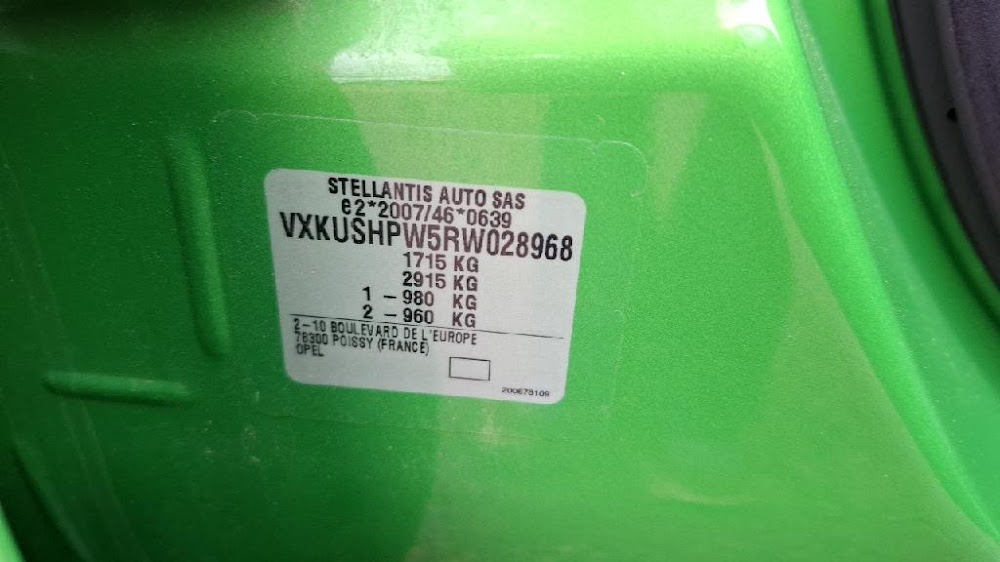 STELLANTIS AUTO SAS
e2*2007/46*0639
VXKUSHPW5RW028968
1715 KG
2915 KG
1 - 980 KG
2 - 960 KG
2-10 BOULEVARD DE L'EUROPE
78300 POISSY (FRANCE)
OPEL
200673109